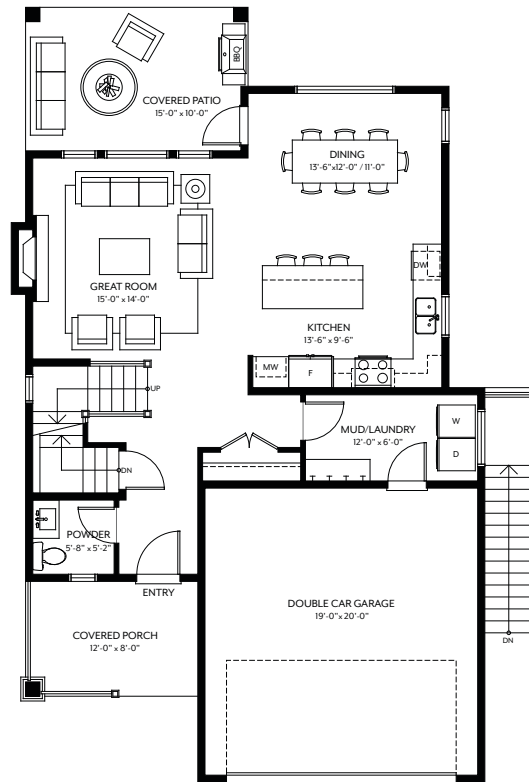 BBQ
COVERED PATIO
15'-0" x 10'-0"
DINING
13'-6"x12'-0" / 11'-0"
DW
GREAT ROOM
15'-0" x 14'-0"
KITCHEN
13'-6" x 9'-6"
MW
F
UP
MUD/LAUNDRY
12'-0" x 6'-0"
W
D
DN
POWDER
5'-8" x 5'-2"
ENTRY
DOUBLE CAR GARAGE
19'-0"x 20'-0"
COVERED PORCH
12'-0" x 8'-0"
DN